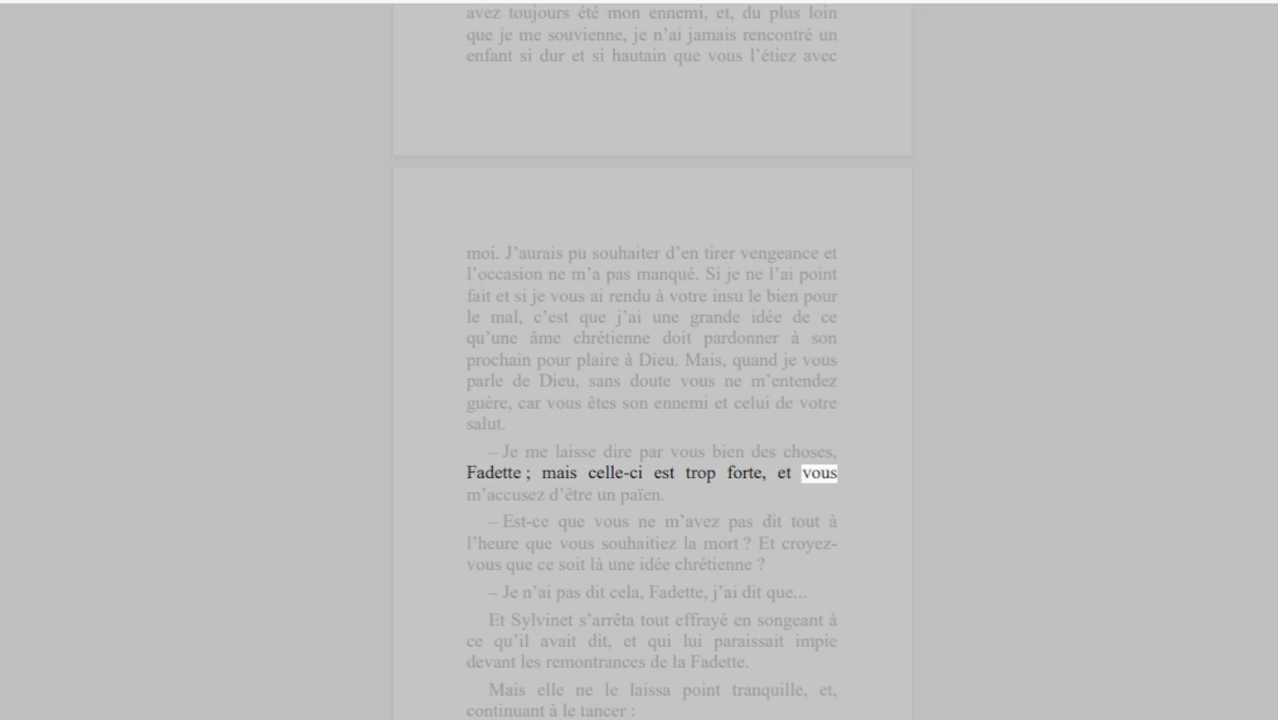 avez toujours été mon ennemi, et, du plus loin
que je me souvienne, je n’ai jamais rencontré un
enfant si dur et si hautain que vous l’étiez avec
moi. J’aurais pu souhaiter d’en tirer vengeance et
l’occasion ne m’a pas manqué. Si je ne l’ai point
fait et si je vous ai rendu à votre insu le bien pour
le mal, c’est que j’ai une grande idée de ce
qu’une âme chrétienne doit pardonner à son
prochain pour plaire à Dieu. Mais, quand je vous
parle de Dieu, sans doute vous ne m’entendez
guère, car vous êtes son ennemi et celui de votre
salut.
– Je me laisse dire par vous bien des choses,
Fadette ; mais celle-ci est trop forte, et vous
m’accusez d’être un païen.
– Est-ce que vous ne m’avez pas dit tout à
l’heure que vous souhaitiez la mort ? Et croyez-
vous que ce soit là une idée chrétienne ?
– Je n’ai pas dit cela, Fadette, j’ai dit que...
Et Sylvinet s’arrêta tout effrayé en songeant à
ce qu’il avait dit, et qui lui paraissait impie
devant les remontrances de la Fadette.
Mais elle ne le laissa point tranquille, et,
continuant à le tancer :